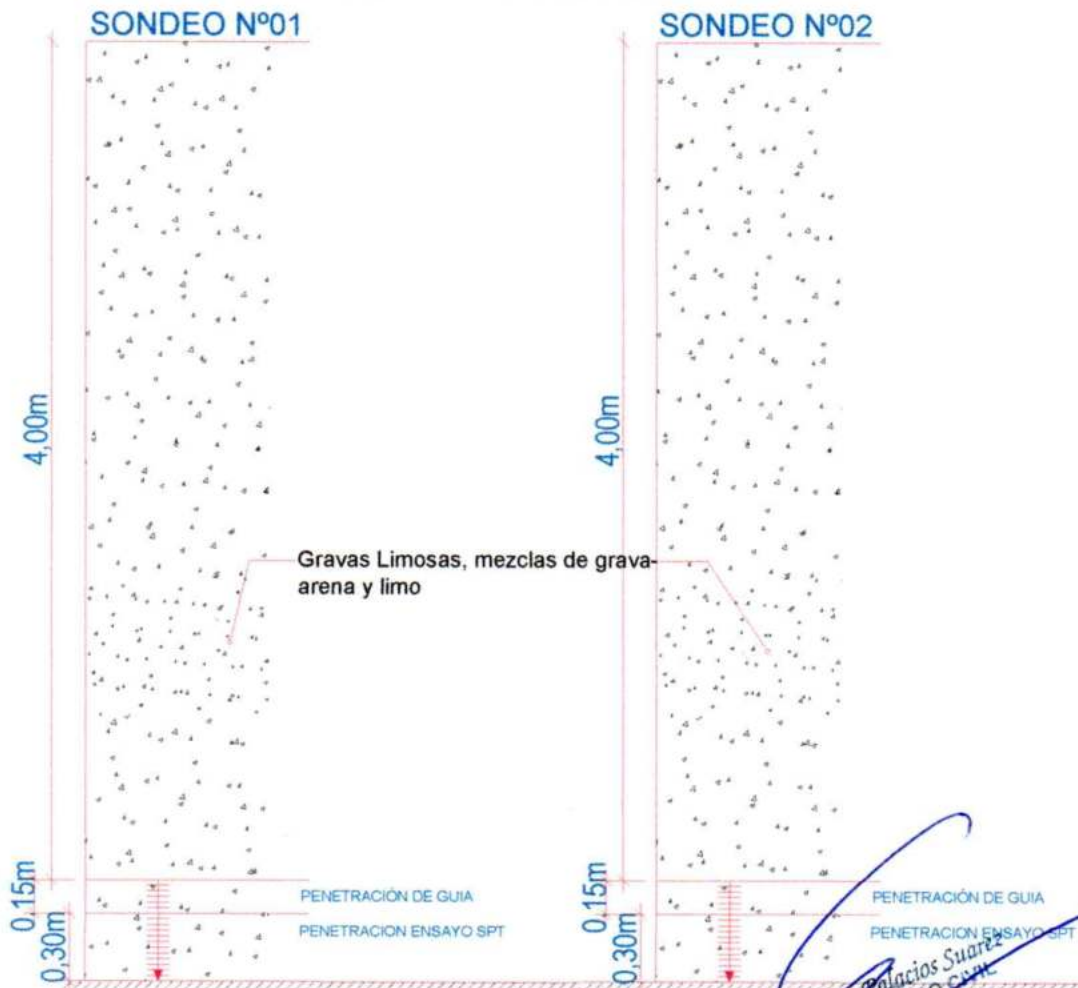 SONDEO Nº01
SONDEO Nº02
4,00m
4,00m
Gravas Limosas, mezclas de grava-
arena y limo
0,15m
0,30m
PENETRACIÓN DE GUIA
PENETRACION ENSAYO SPT
0,15m
0,30m
PENETRACIÓN DE GUIA
PENETRACION ENSAYO SPT
Palacios Suarez
CIVIL